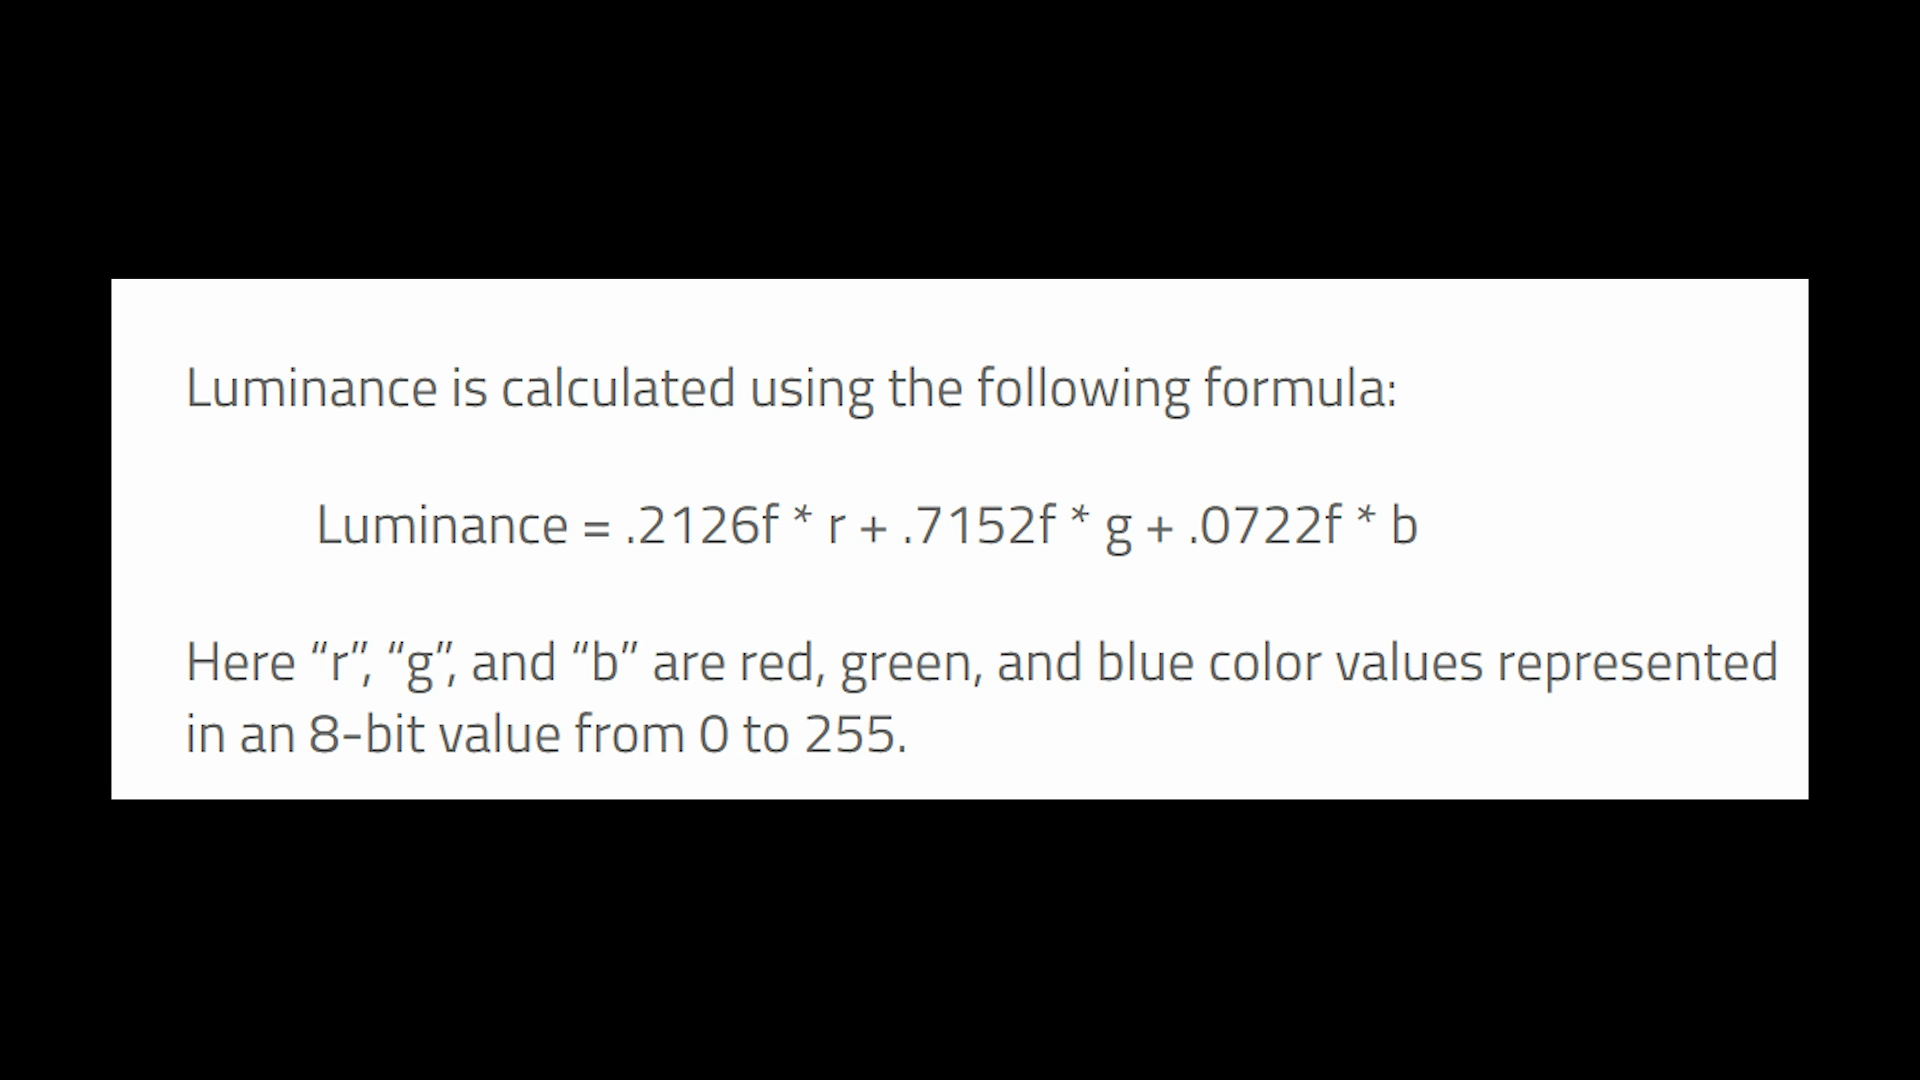 Luminance is calculated using the following formula:
Luminance = .2126f * r + .7152f * g + .0722f * b
Here “r”, “g”, and “b” are red, green, and blue color values represented
in an 8-bit value from 0 to 255.